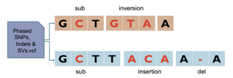 sub inversion
Phased
SNPs,
Indels &
SVs.vcf
G C T G T A A
G C T T A C A A - A
sub insertion del